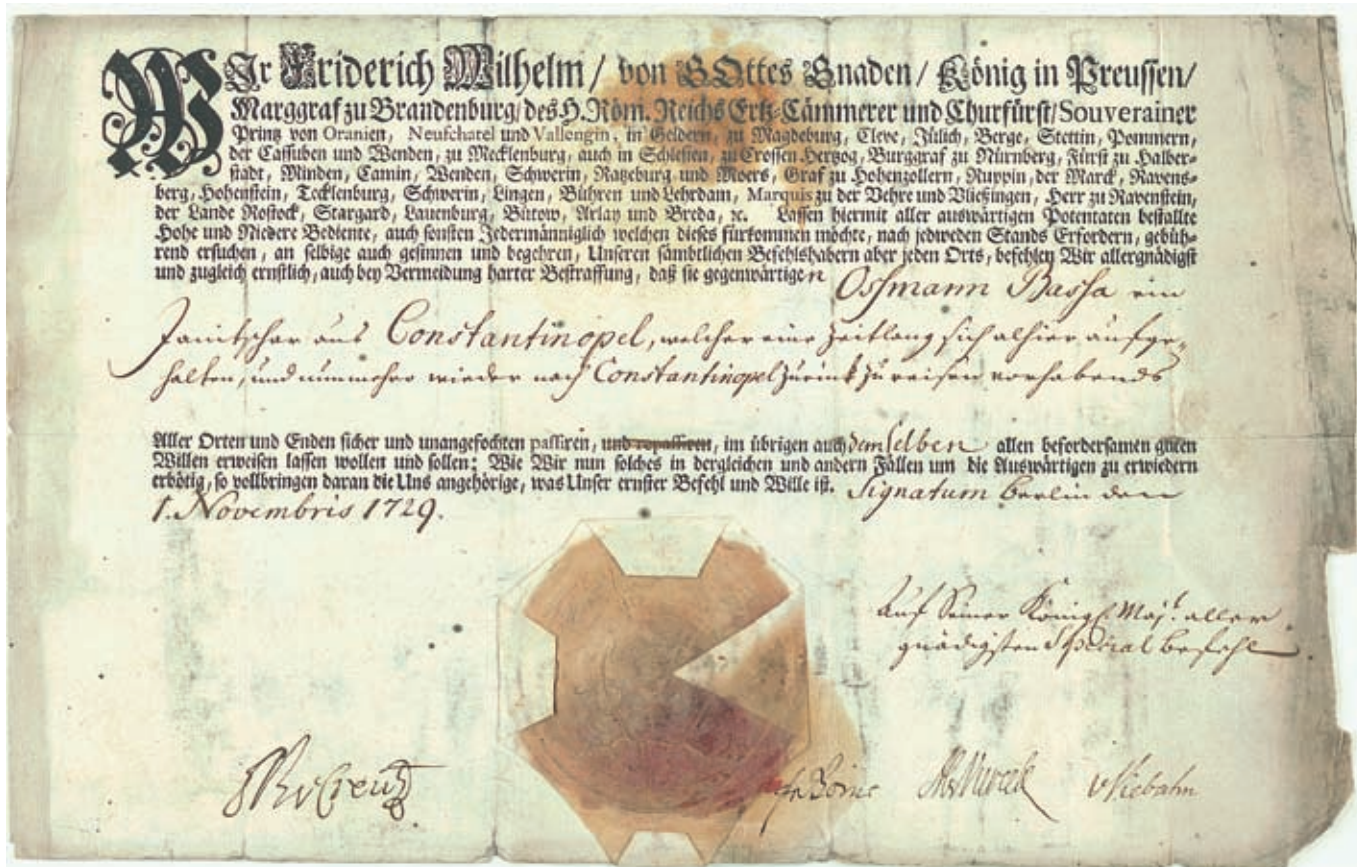 WIr Friderich Wilhelm / von GOttes Gnaden / König in Preussen /
Marggraf zu Brandenburg / des H. Röm. Reichs Ertz-Cämmerer und Churfürst / Souverainer
Printz von Oranien, Neufchatel und Vallengin, in Geldern, zu Magdeburg, Cleve, Jülich, Berge, Stettin, Pommern,
der Cassuben und Wenden, zu Mecklenburg, auch in Schlesien, zu Crossen Hertzog, Burggraf zu Nürnberg, Fürst zu Halber-
stadt, Minden, Camin, Wenden, Schwerin, Ratzeburg und Moers, Graf zu Hohenzollern, Ruppin, der Marck, Ravens-
berg, Hohenstein, Tecklenburg, Schwerin, Lingen, Bühren und Lehrdam, Marquis zu der Vehre und Vließingen, Herr zu Ravenstein,
der Lande Rostock, Stargard, Lauenburg, Bütow, Arlay und Breda, ꝛc. Lassen hiermit aller auswärtigen Potentaten bestallte
Hohe und Niedere Bediente, auch sonsten Jedermänniglich welchen dieses fürkommen möchte, nach jedweden Stands Erfordern, gebüh-
rend ersuchen, an selbige auch gesinnen und begehren, Unseren sämbtlichen Befehlshabern aber jeden Orts, befehlen Wir allergnädigst
und zugleich ernstlich, auch bey Vermeidung harter Bestraffung, daß sie gegenwärtigen Ossmann Bassa ein
Janitschar aus Constantinopel, welcher eine Zeitlang sich alhier aufge-
halten, und nunmehro wieder nach Constantinopel zurück zu reisen vorhabends
Aller Orten und Enden sicher und unangefochten passiren, und repassiren, im übrigen auch demselben allen befordersamen guten
Willen erweisen lassen wollen und sollen: Wie Wir nun solches in dergleichen und andern Fällen um die Auswärtigen zu erwiedern
erbötig, so vollbringen daran die Uns angehörige, was Unser ernster Befehl und Wille ist. Signatum Berlin den
1. Novembris 1729.
Auf Seiner Königl. Maj.t aller
gnädigsten Special befehl